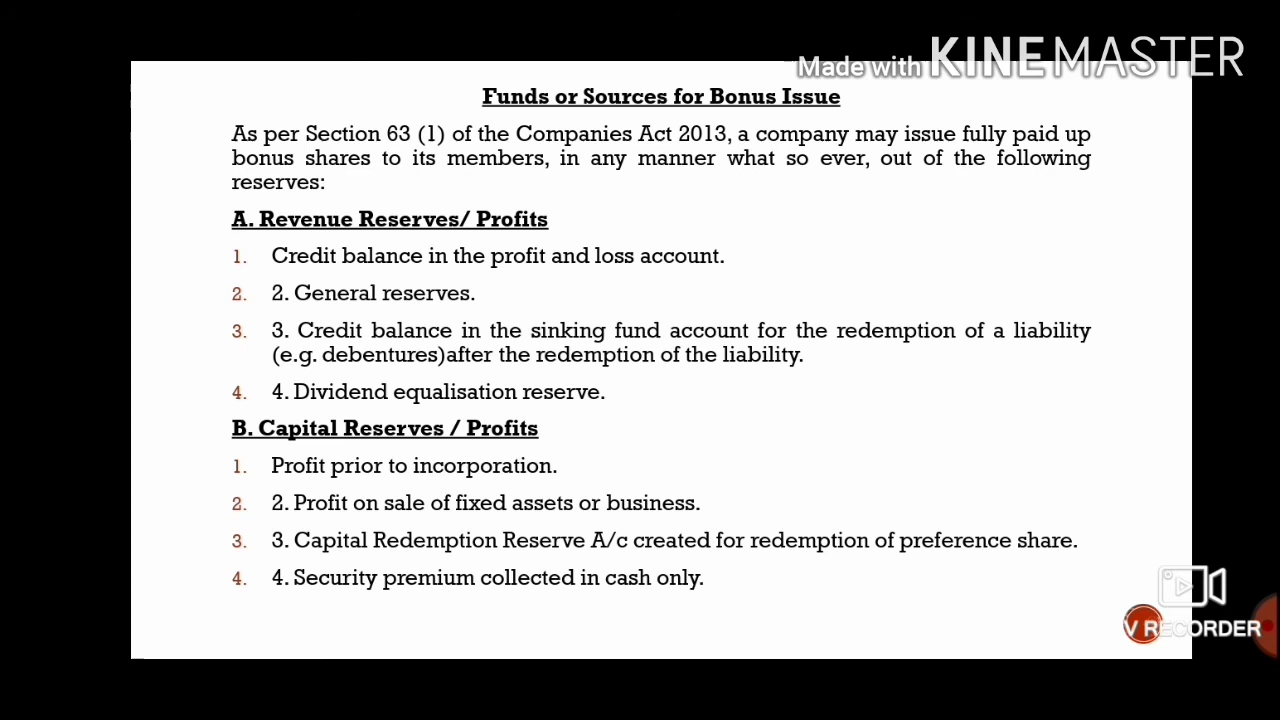 Made with KINEMASTER
Funds or Sources for Bonus Issue
As per Section 63 (1) of the Companies Act 2013, a company may issue fully paid up
bonus shares to its members, in any manner what so ever, out of the following
reserves:
A. Revenue Reserves/ Profits
1. Credit balance in the profit and loss account.
2. 2. General reserves.
3. 3. Credit balance in the sinking fund account for the redemption of a liability
(e.g. debentures)after the redemption of the liability.
4. 4. Dividend equalisation reserve.
B. Capital Reserves / Profits
1. Profit prior to incorporation.
2. 2. Profit on sale of fixed assets or business.
3. 3. Capital Redemption Reserve A/c created for redemption of preference share.
4. 4. Security premium collected in cash only.
V RECORDER